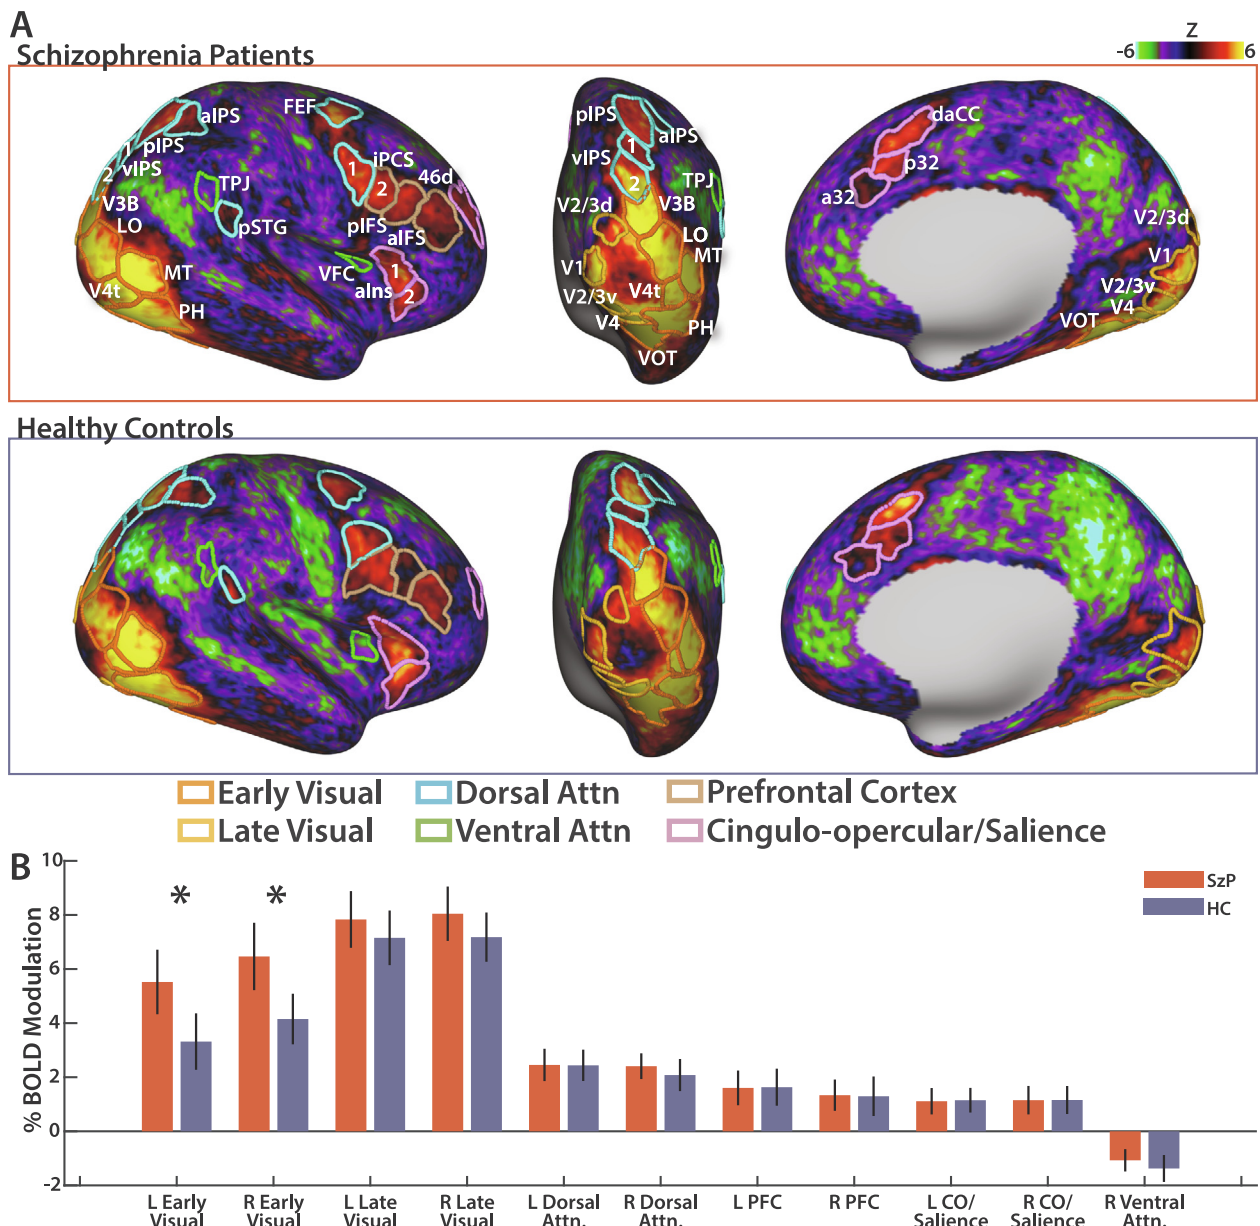 A
Schizophrenia Patients
Z
-6 6
aIPS
1
pIPS
vIPS
2
V3B
LO
V4t
MT
PH
TPJ
pSTG
FEF
iPCS
1
2
46d
pIFS
aIFS
VFC
aIns
1
2
pIPS
aIPS
1
vIPS
2
TPJ
V2/3d
V3B
LO
MT
V1
V4t
V2/3v
V4
PH
VOT
daCC
p32
a32
V2/3d
V1
V2/3v
V4
VOT
Healthy Controls
Early Visual Dorsal Attn Prefrontal Cortex
Late Visual Ventral Attn Cingulo-opercular/Salience
B
% BOLD Modulation
10
8
6
4
2
0
-2
* *
SzP
HC
L Early Visual
R Early Visual
L Late Visual
R Late Visual
L Dorsal Attn.
R Dorsal Attn.
L PFC
R PFC
L CO/ Salience
R CO/ Salience
R Ventral Attn.